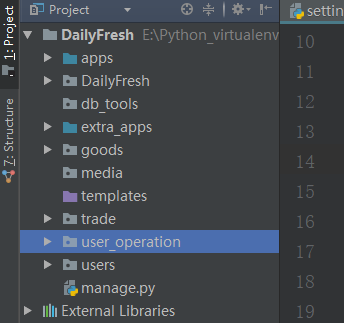 1: Project
7: Structure
Project
DailyFresh E:\Python_virtualenv
apps
DailyFresh
db_tools
extra_apps
goods
media
templates
trade
user_operation
users
manage.py
External Libraries
settin
10
11
12
13
14
15
16
17
18
19